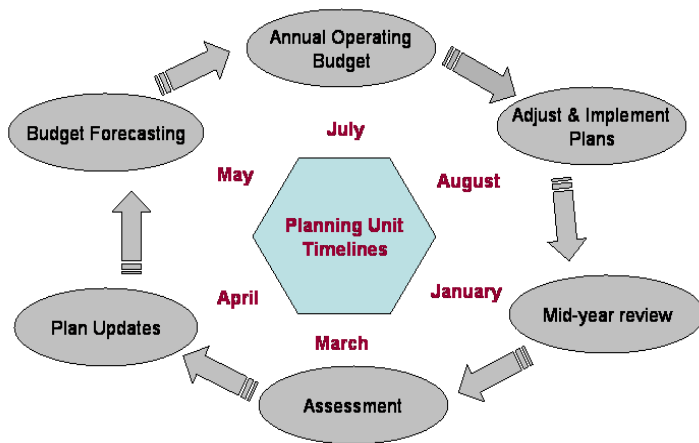 Annual Operating
Budget
Budget Forecasting
Adjust & Implement
Plans
July
May
August
Planning Unit
Timelines
April
January
Plan Updates
Mid-year review
March
Assessment